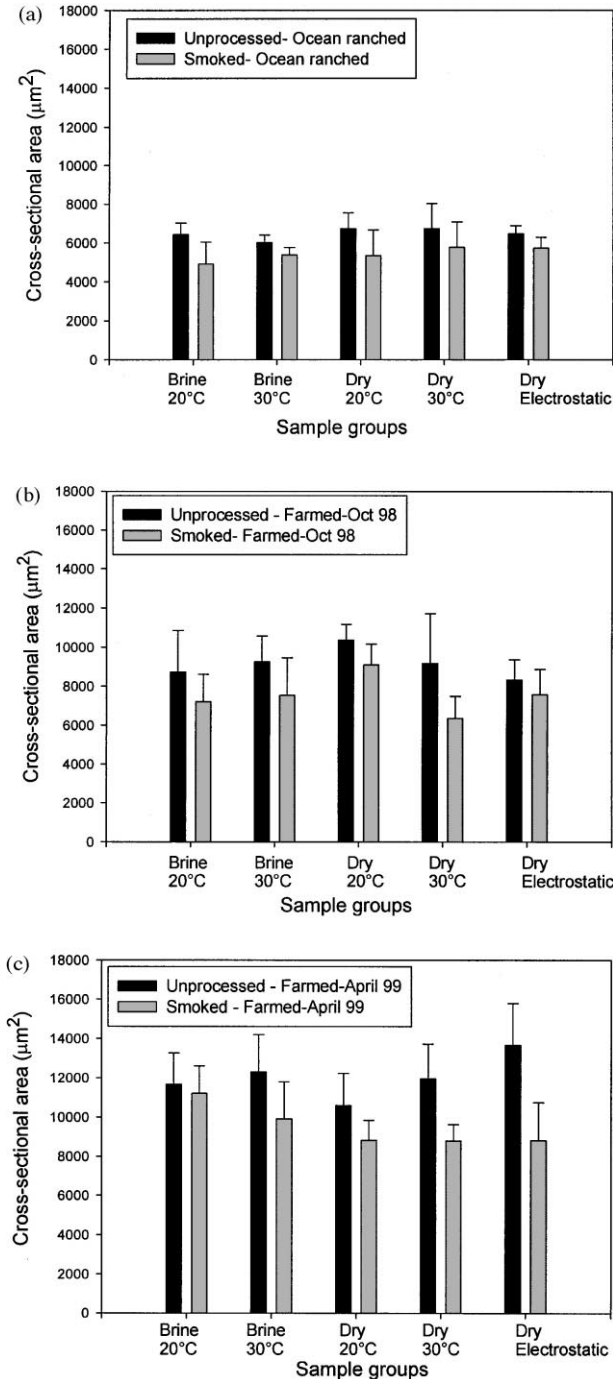 (a)
18000
16000
14000
12000
10000
8000
6000
4000
2000
0
Cross-sectional area (μm²)
Unprocessed- Ocean ranched
Smoked- Ocean ranched
Brine Brine Dry Dry Dry
20°C 30°C 20°C 30°C Electrostatic
Sample groups
(b)
18000
16000
14000
12000
10000
8000
6000
4000
2000
0
Cross-sectional area (μm²)
Unprocessed - Farmed-Oct 98
Smoked- Farmed-Oct 98
Brine Brine Dry Dry Dry
20°C 30°C 20°C 30°C Electrostatic
Sample groups
(c)
18000
16000
14000
12000
10000
8000
6000
4000
2000
0
Cross-sectional area (μm²)
Unprocessed - Farmed-April 99
Smoked - Farmed-April 99
Brine Brine Dry Dry Dry
20°C 30°C 20°C 30°C Electrostatic
Sample groups